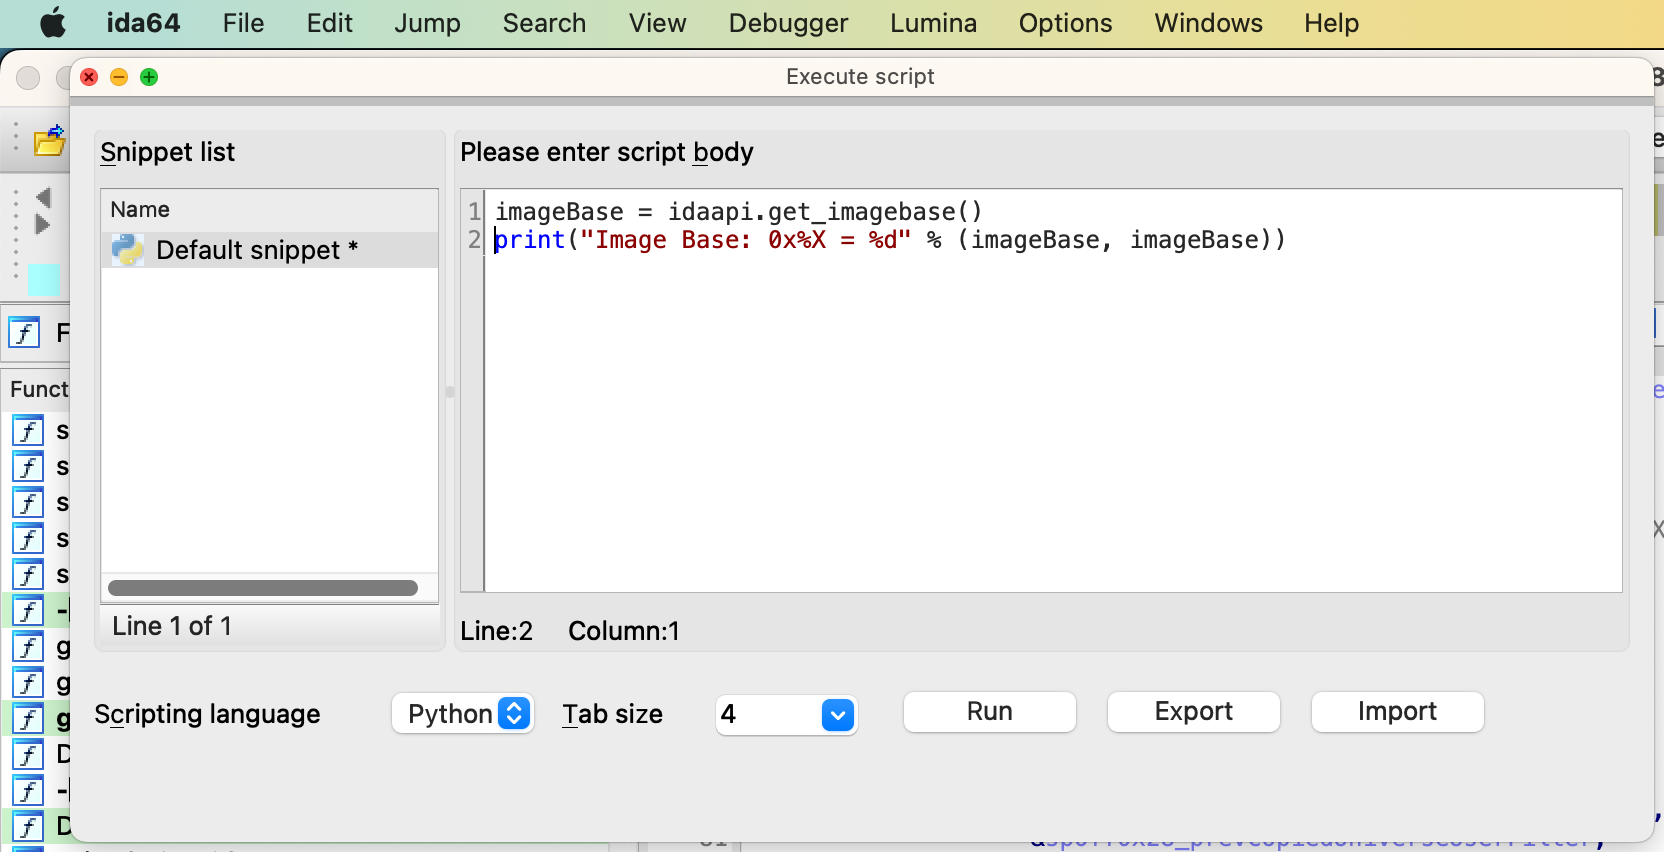 ida64 File Edit Jump Search View Debugger Lumina Options Windows Help
Execute script
Snippet list
Please enter script body
Name
Default snippet *
1 imageBase = idaapi.get_imagebase()
2 print("Image Base: 0x%X = %d" % (imageBase, imageBase))
Line 1 of 1
Line:2 Column:1
Scripting language Python Tab size 4 Run Export Import
F
Funct
s
s
s
s
s
-
g
g
g
D
-
D